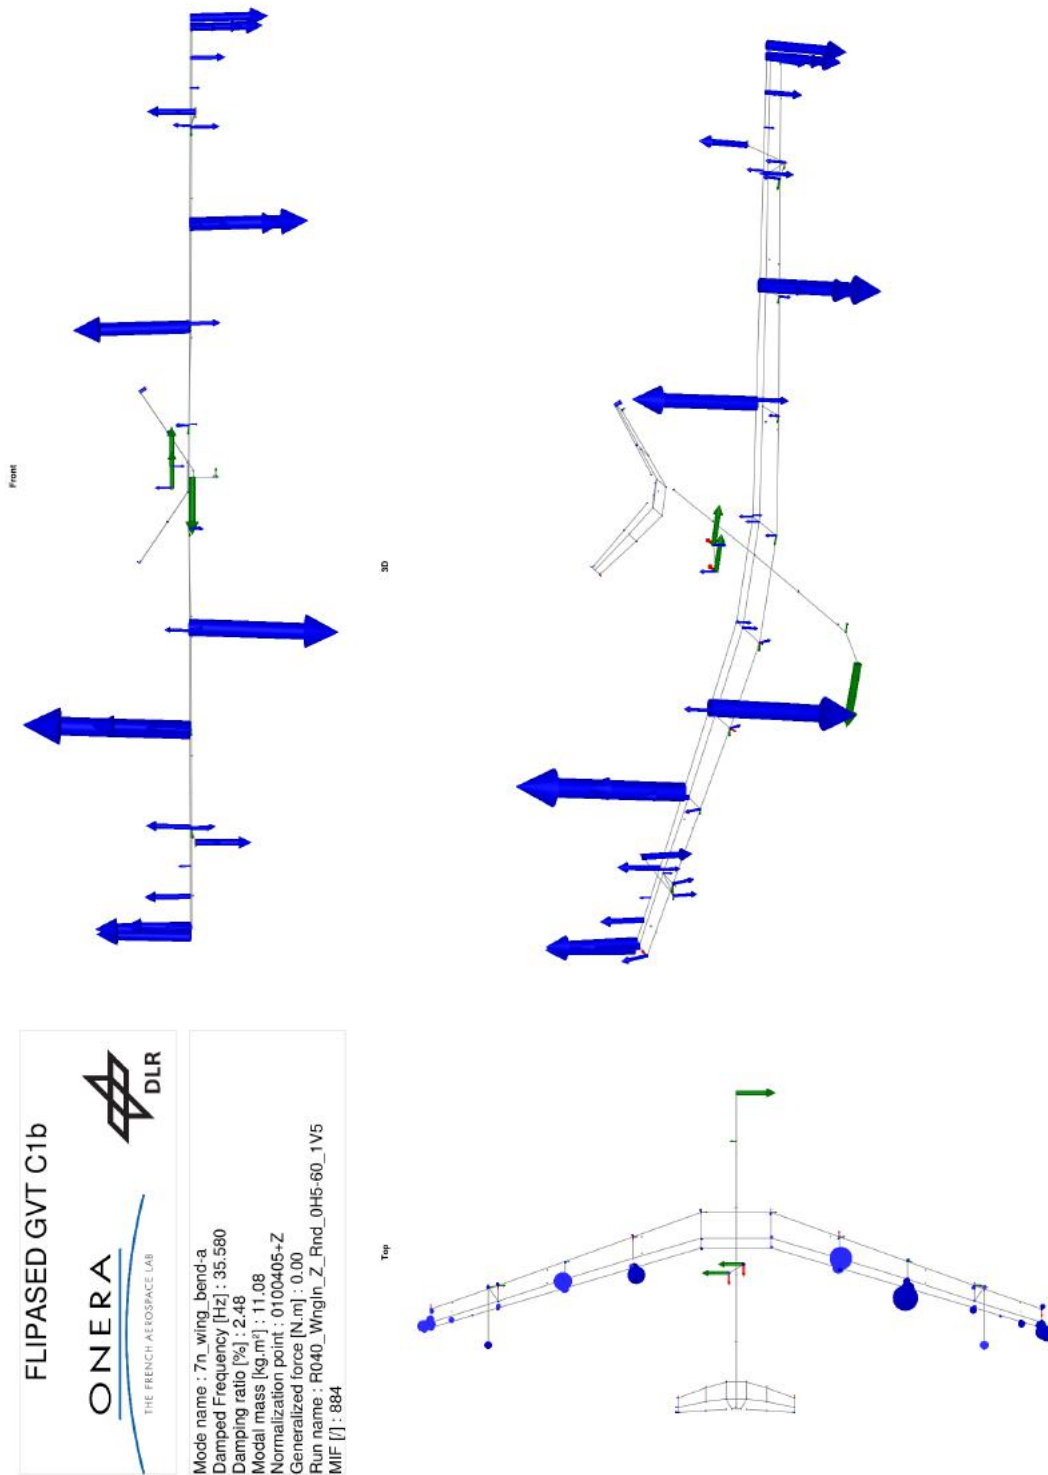 FLIPASED GVT C1b
ONERA
THE FRENCH AEROSPACE LAB
DLR
Mode name : 7n_wing_bend-a
Damped Frequency [Hz] : 35.580
Damping ratio [%] : 2.48
Modal mass [kg.m²] : 11.08
Normalization point : 0100405+Z
Generalized force [N.m] : 0.00
Run name : R040_WngIn_Z_Rnd_0H5-60_1V5
MIF [/] : 884
Front
3D
Top